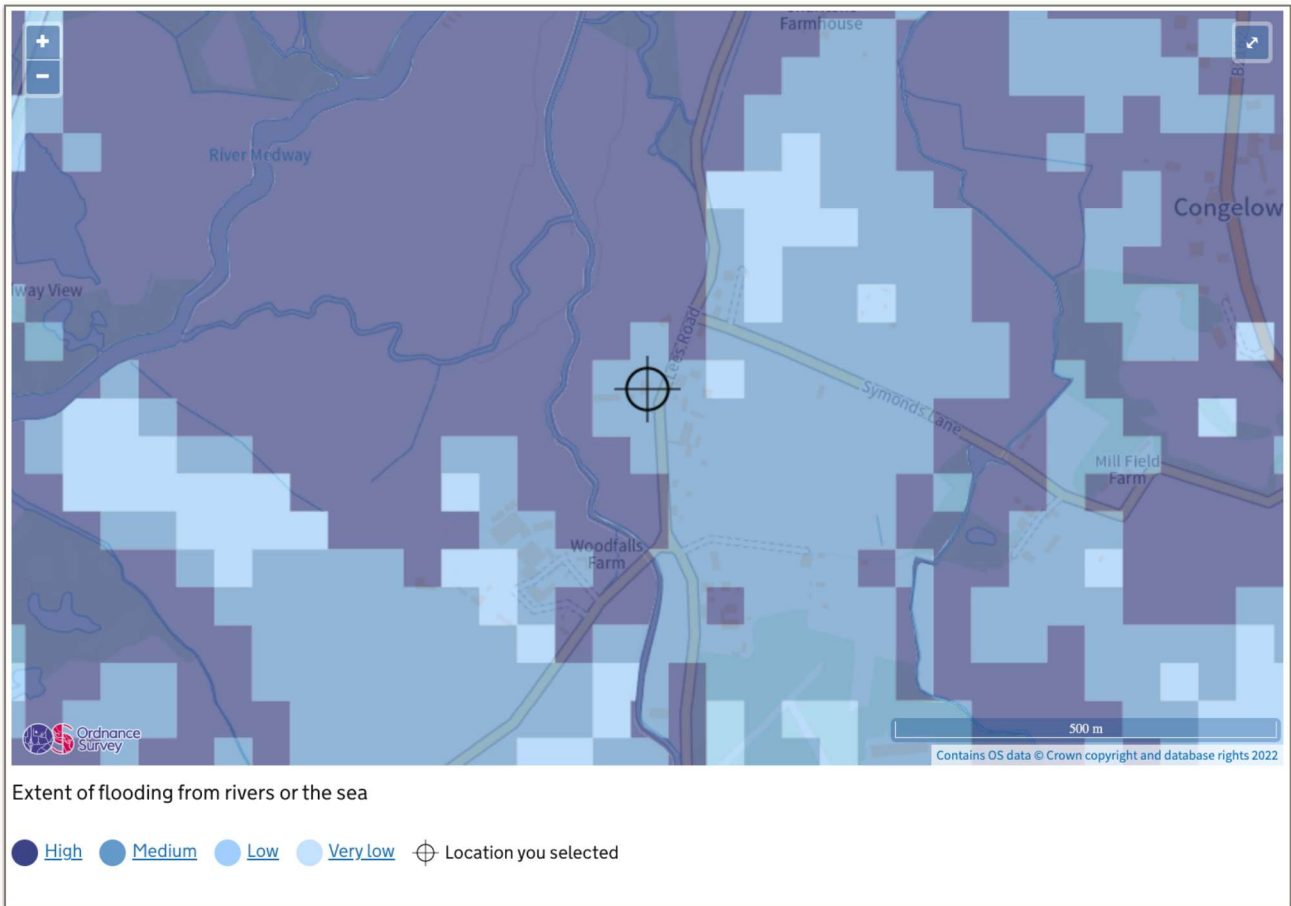 +
−
Farmhouse
River Medway
Congelow
way View
Lees Road
Symonds Lane
Mill Field
Farm
Woodfalls
Farm
Ordnance
Survey
500 m
Contains OS data © Crown copyright and database rights 2022
Extent of flooding from rivers or the sea
High Medium Low Very low Location you selected